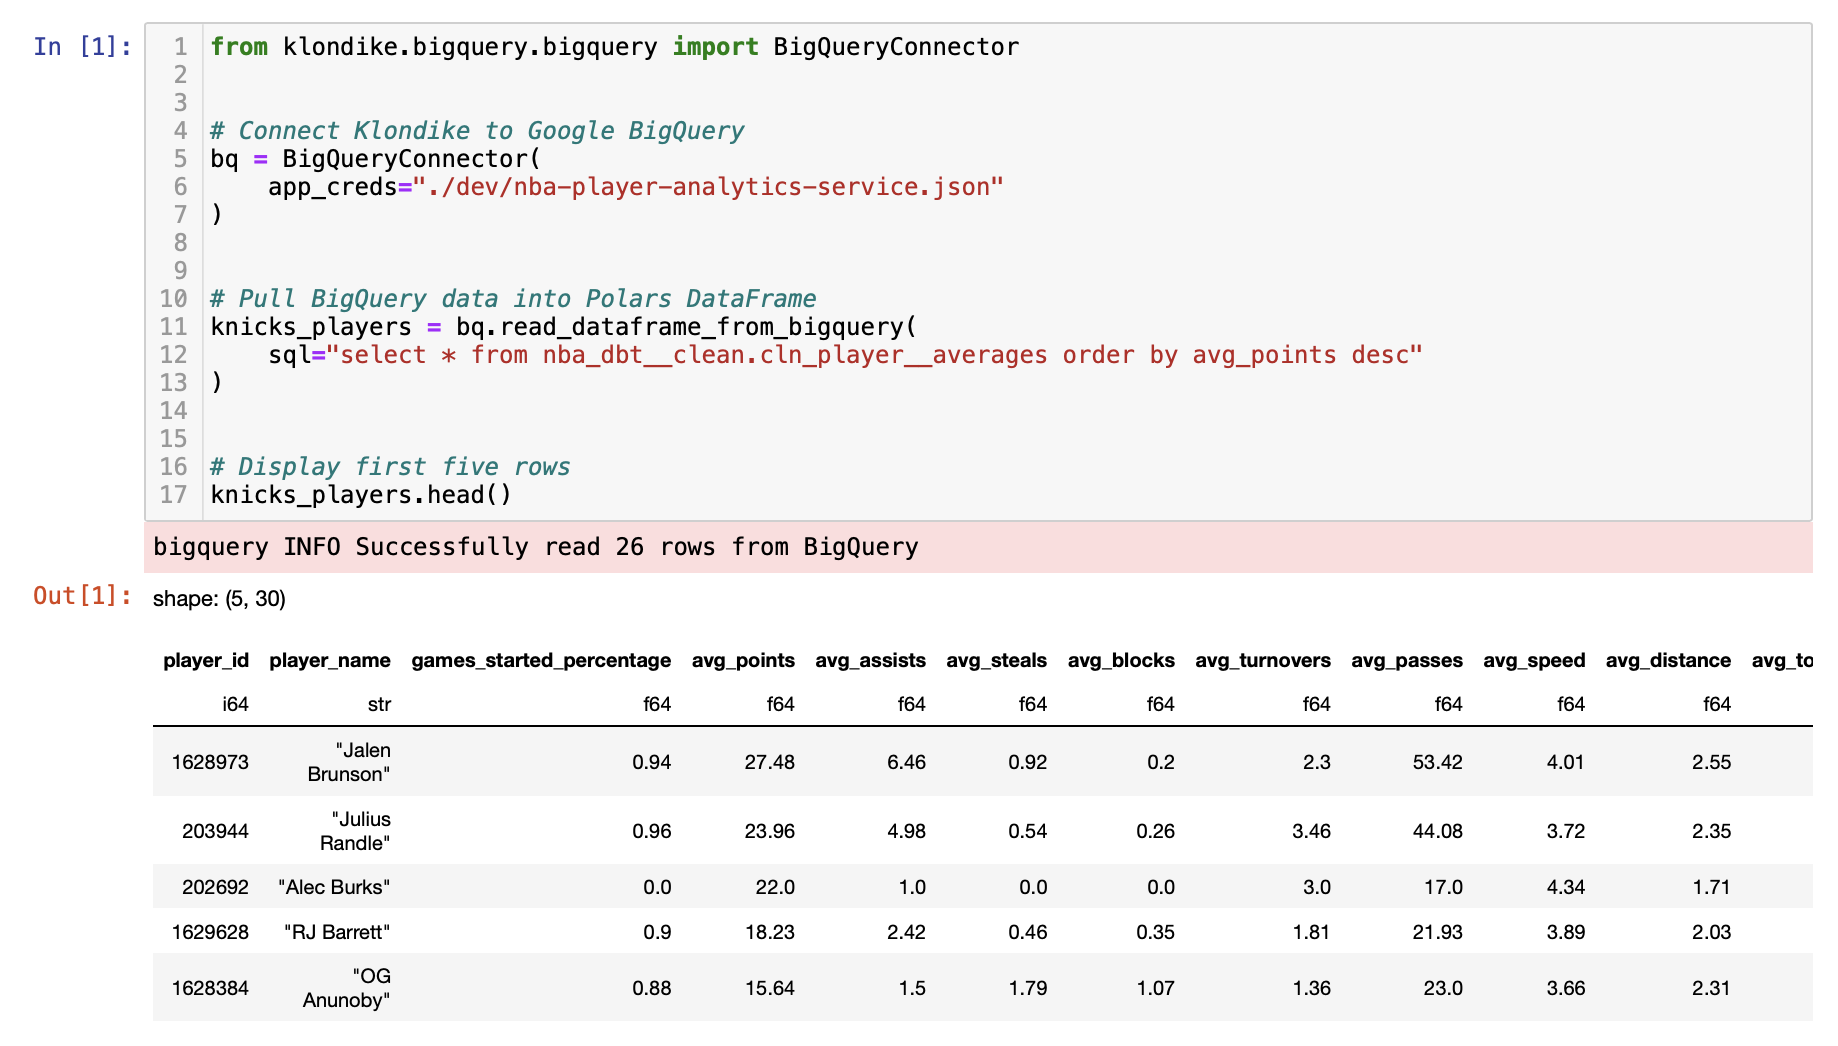 In [1]:
1 from klondike.bigquery.bigquery import BigQueryConnector
2
3
4 # Connect Klondike to Google BigQuery
5 bq = BigQueryConnector(
6     app_creds="./dev/nba-player-analytics-service.json"
7 )
8
9
10 # Pull BigQuery data into Polars DataFrame
11 knicks_players = bq.read_dataframe_from_bigquery(
12     sql="select * from nba_dbt__clean.cln_player__averages order by avg_points desc"
13 )
14
15
16 # Display first five rows
17 knicks_players.head()
bigquery INFO Successfully read 26 rows from BigQuery
Out[1]: shape: (5, 30)
player_id player_name games_started_percentage avg_points avg_assists avg_steals avg_blocks avg_turnovers avg_passes avg_speed avg_distance avg_to
i64 str f64 f64 f64 f64 f64 f64 f64 f64 f64
1628973 "Jalen Brunson" 0.94 27.48 6.46 0.92 0.2 2.3 53.42 4.01 2.55
203944 "Julius Randle" 0.96 23.96 4.98 0.54 0.26 3.46 44.08 3.72 2.35
202692 "Alec Burks" 0.0 22.0 1.0 0.0 0.0 3.0 17.0 4.34 1.71
1629628 "RJ Barrett" 0.9 18.23 2.42 0.46 0.35 1.81 21.93 3.89 2.03
1628384 "OG Anunoby" 0.88 15.64 1.5 1.79 1.07 1.36 23.0 3.66 2.31